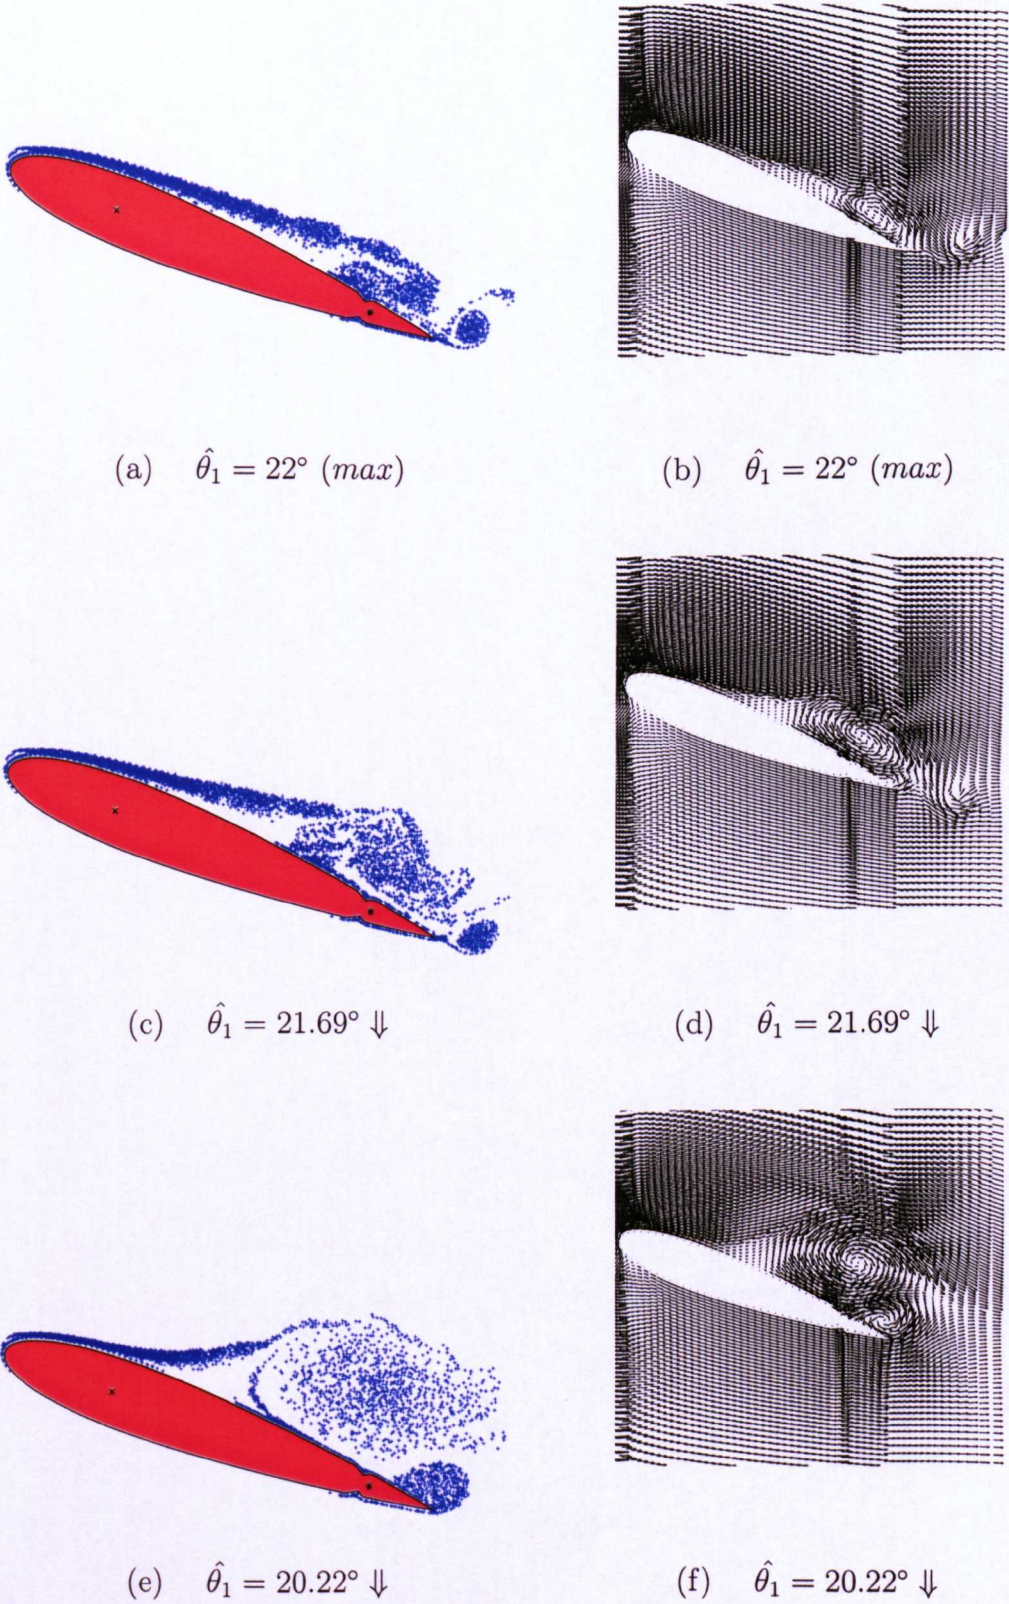 (a) θ̂₁ = 22° (max)
(b) θ̂₁ = 22° (max)
(c) θ̂₁ = 21.69° ⇓
(d) θ̂₁ = 21.69° ⇓
(e) θ̂₁ = 20.22° ⇓
(f) θ̂₁ = 20.22° ⇓